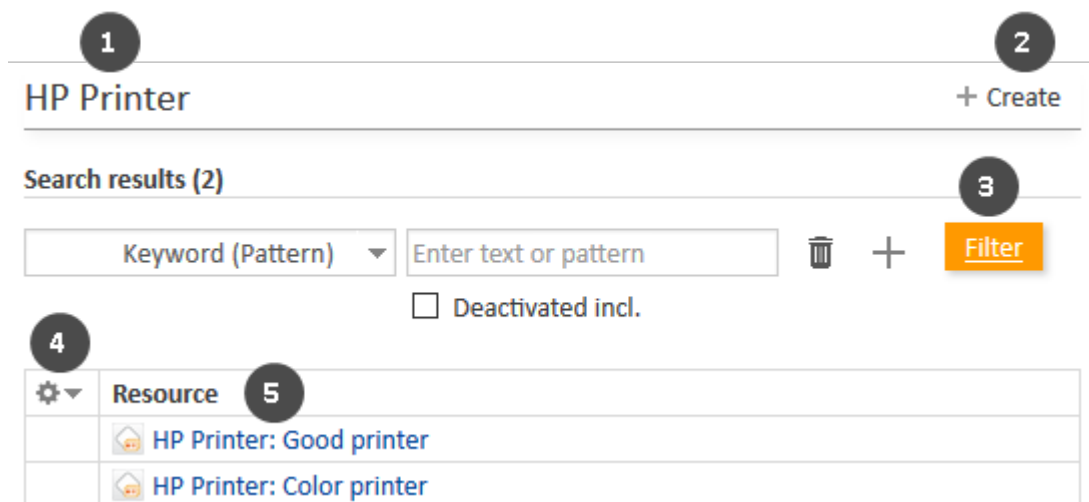 1 2
HP Printer + Create
Search results (2)
3
Keyword (Pattern) Enter text or pattern Filter
Deactivated incl.
4
Resource 5
HP Printer: Good printer
HP Printer: Color printer